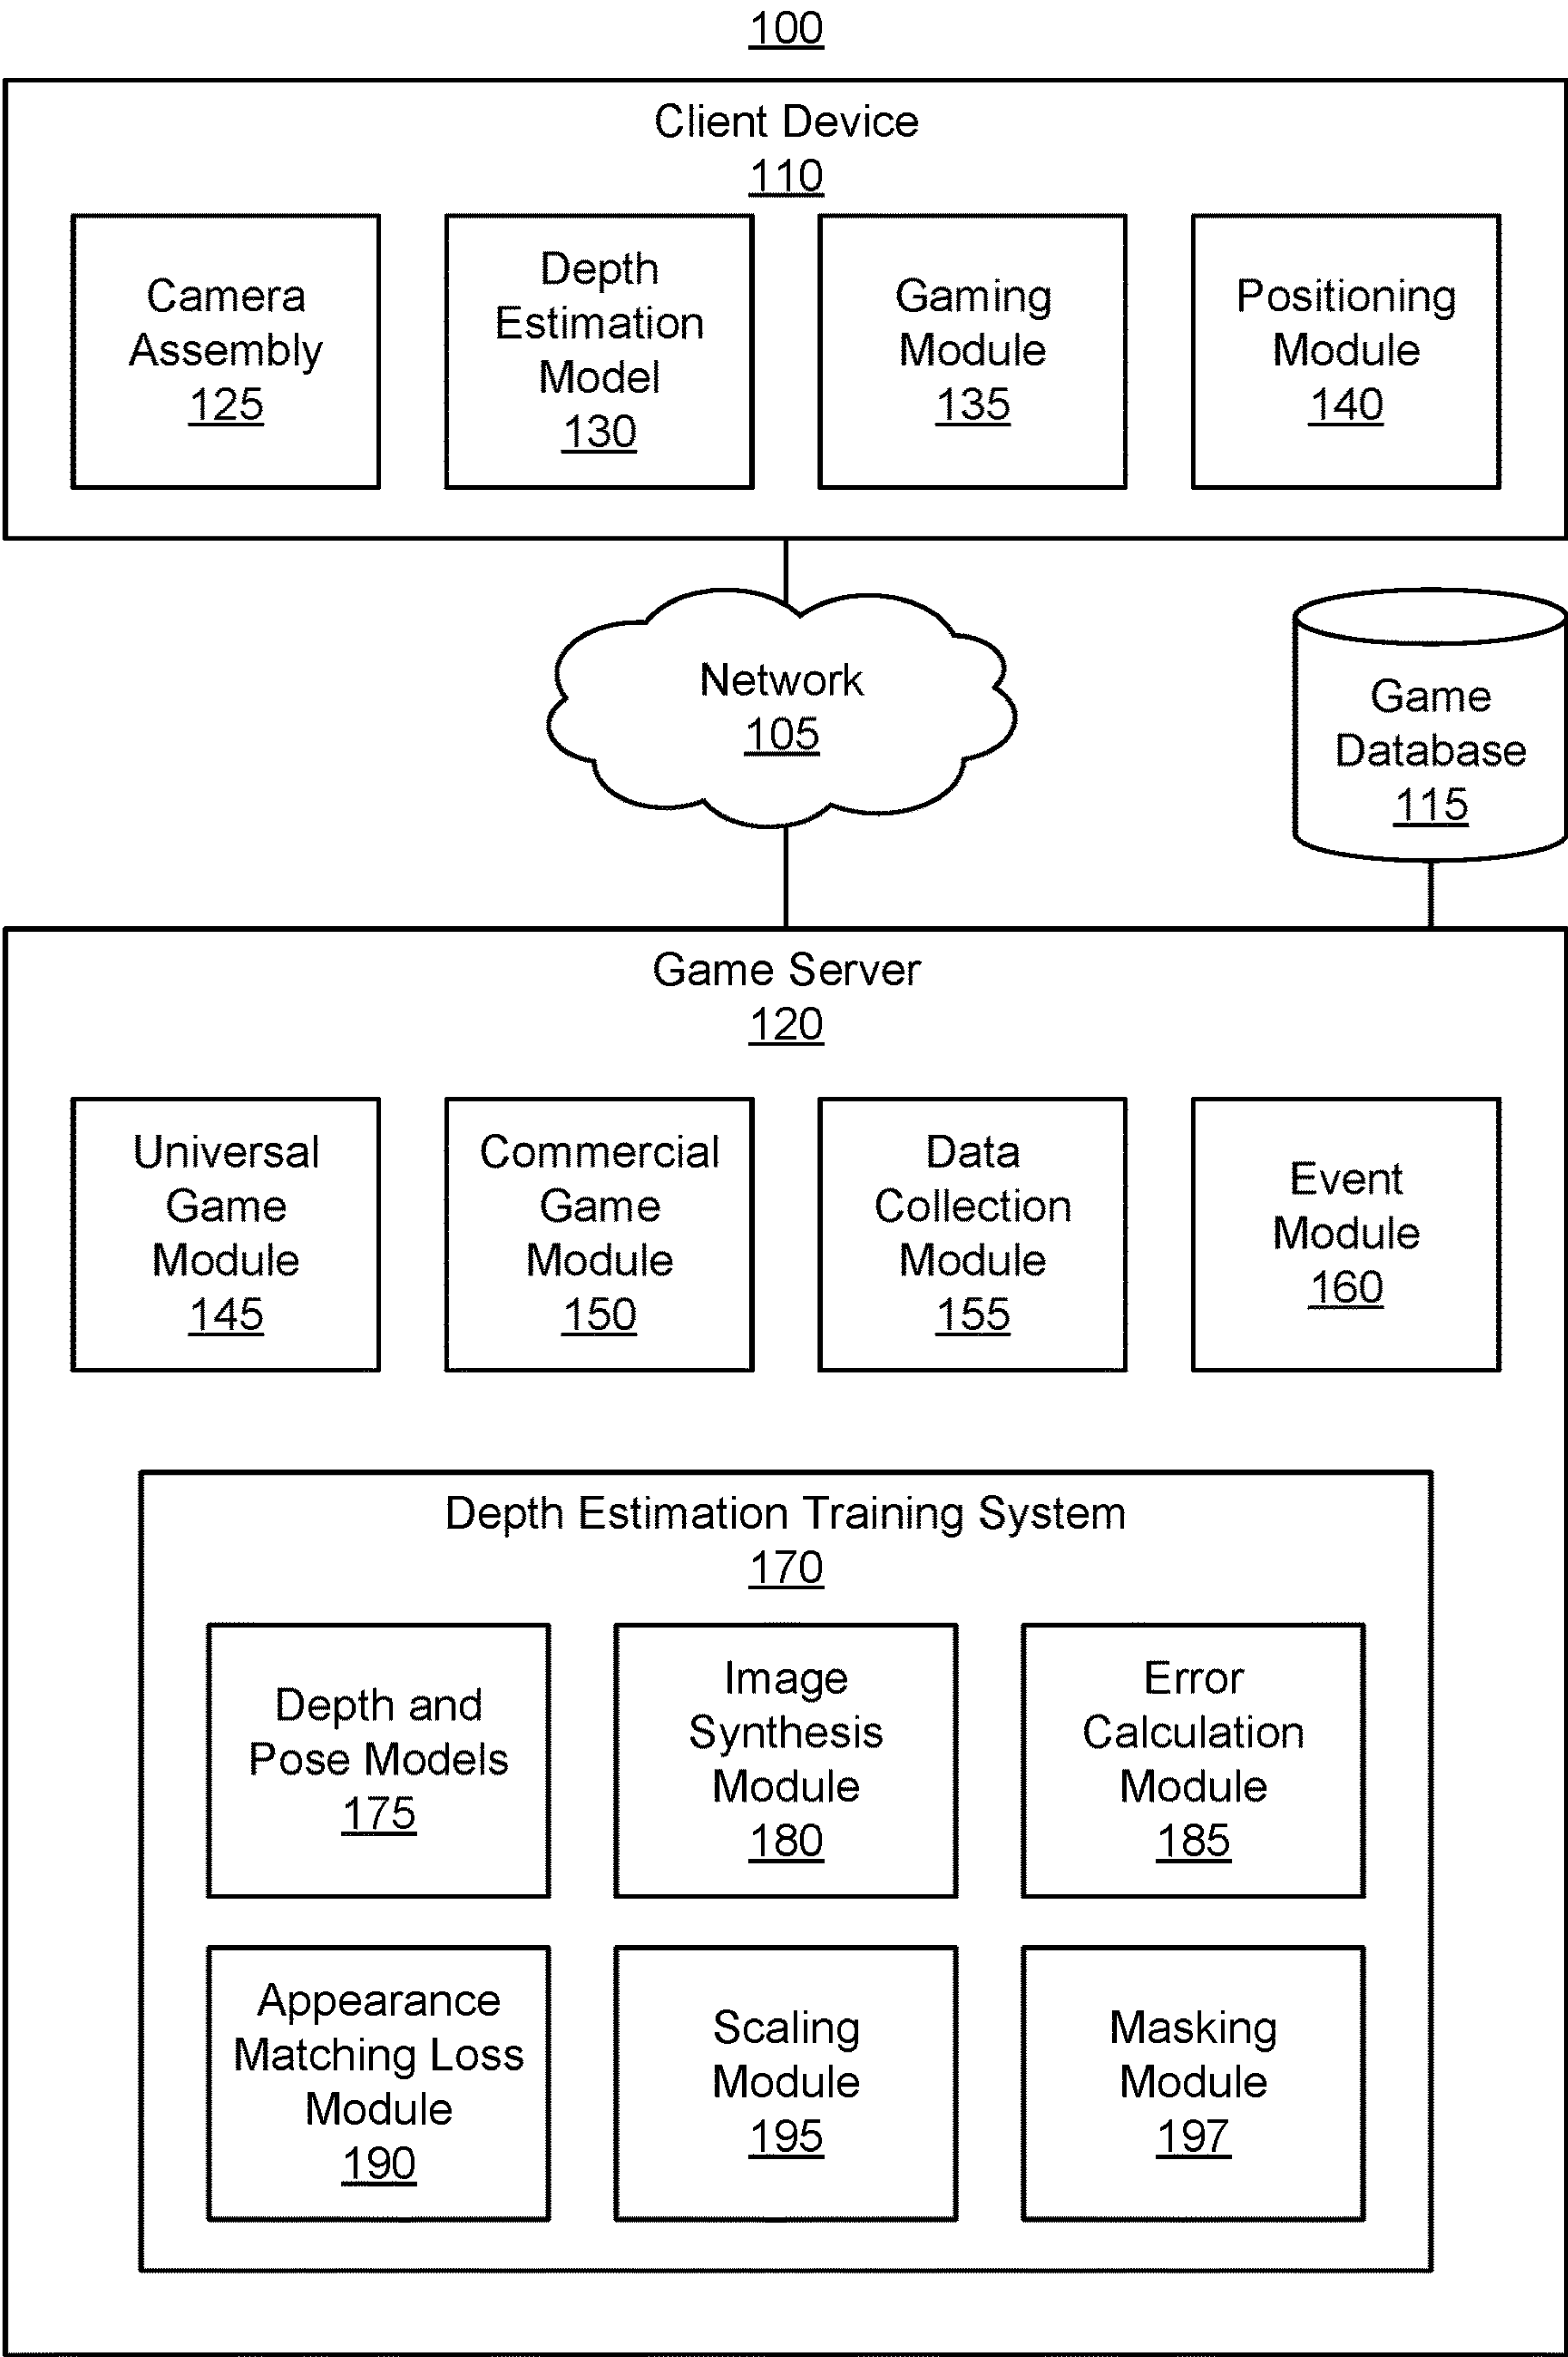 100
Client Device
110
Camera
Assembly
125
Depth
Estimation
Model
130
Gaming
Module
135
Positioning
Module
140
Network
105
Game
Database
115
Game Server
120
Universal
Game
Module
145
Commercial
Game
Module
150
Data
Collection
Module
155
Event
Module
160
Depth Estimation Training System
170
Depth and
Pose Models
175
Image
Synthesis
Module
180
Error
Calculation
Module
185
Appearance
Matching Loss
Module
190
Scaling
Module
195
Masking
Module
197